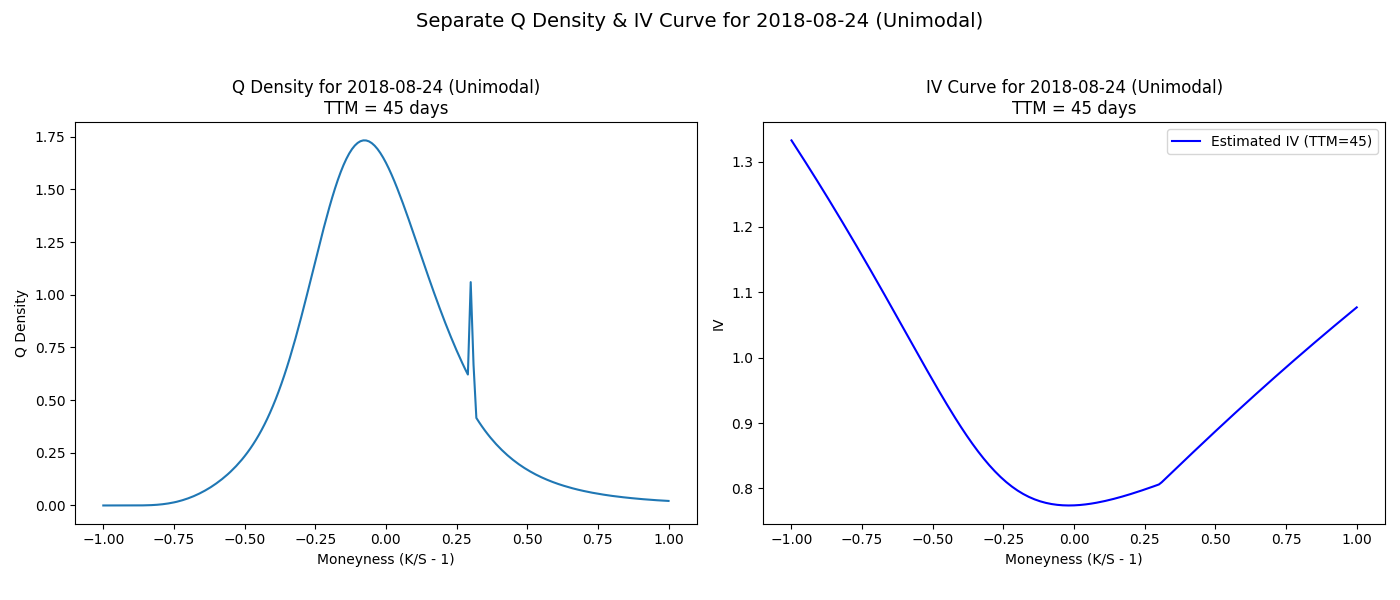 Separate Q Density & IV Curve for 2018-08-24 (Unimodal)
Q Density for 2018-08-24 (Unimodal)
TTM = 45 days
Q Density
1.75
1.50
1.25
1.00
0.75
0.50
0.25
0.00
−1.00 −0.75 −0.50 −0.25 0.00 0.25 0.50 0.75 1.00
Moneyness (K/S - 1)
IV Curve for 2018-08-24 (Unimodal)
TTM = 45 days
Estimated IV (TTM=45)
IV
1.3
1.2
1.1
1.0
0.9
0.8
−1.00 −0.75 −0.50 −0.25 0.00 0.25 0.50 0.75 1.00
Moneyness (K/S - 1)